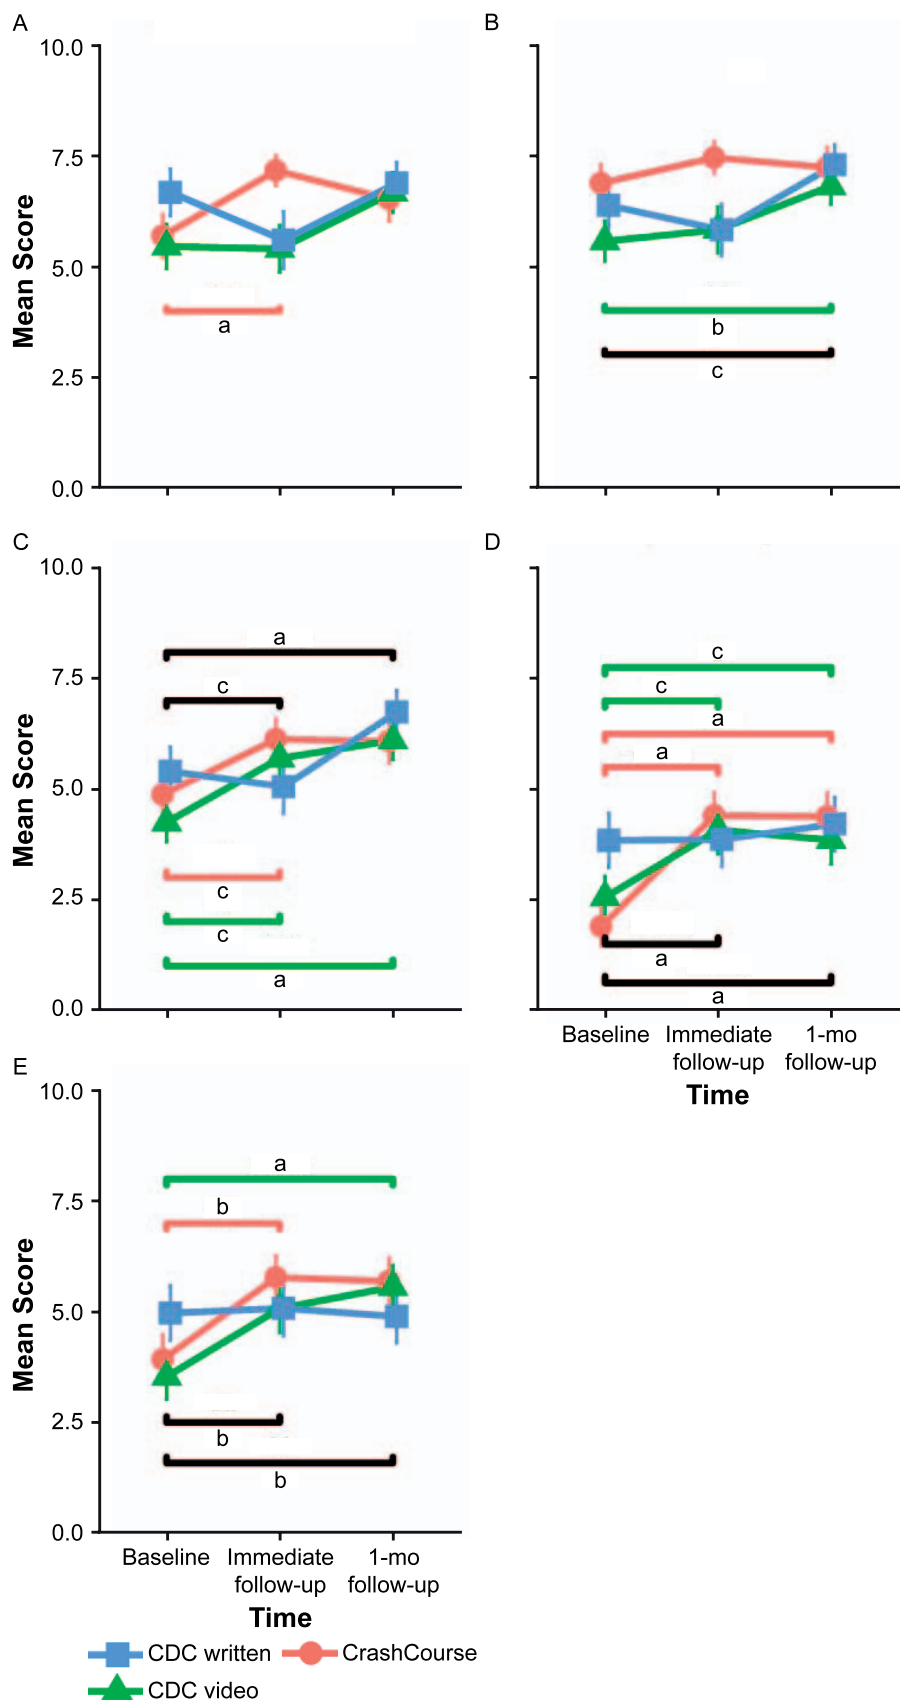 A
10.0
7.5
5.0
2.5
0.0
Mean Score
a
B
b
c
C
10.0
7.5
5.0
2.5
0.0
Mean Score
a
c
c
c
a
D
c
c
a
a
a
a
Baseline
Immediate
follow-up
1-mo
follow-up
Time
E
10.0
7.5
5.0
2.5
0.0
Mean Score
a
b
b
b
Baseline
Immediate
follow-up
1-mo
follow-up
Time
CDC written
CrashCourse
CDC video